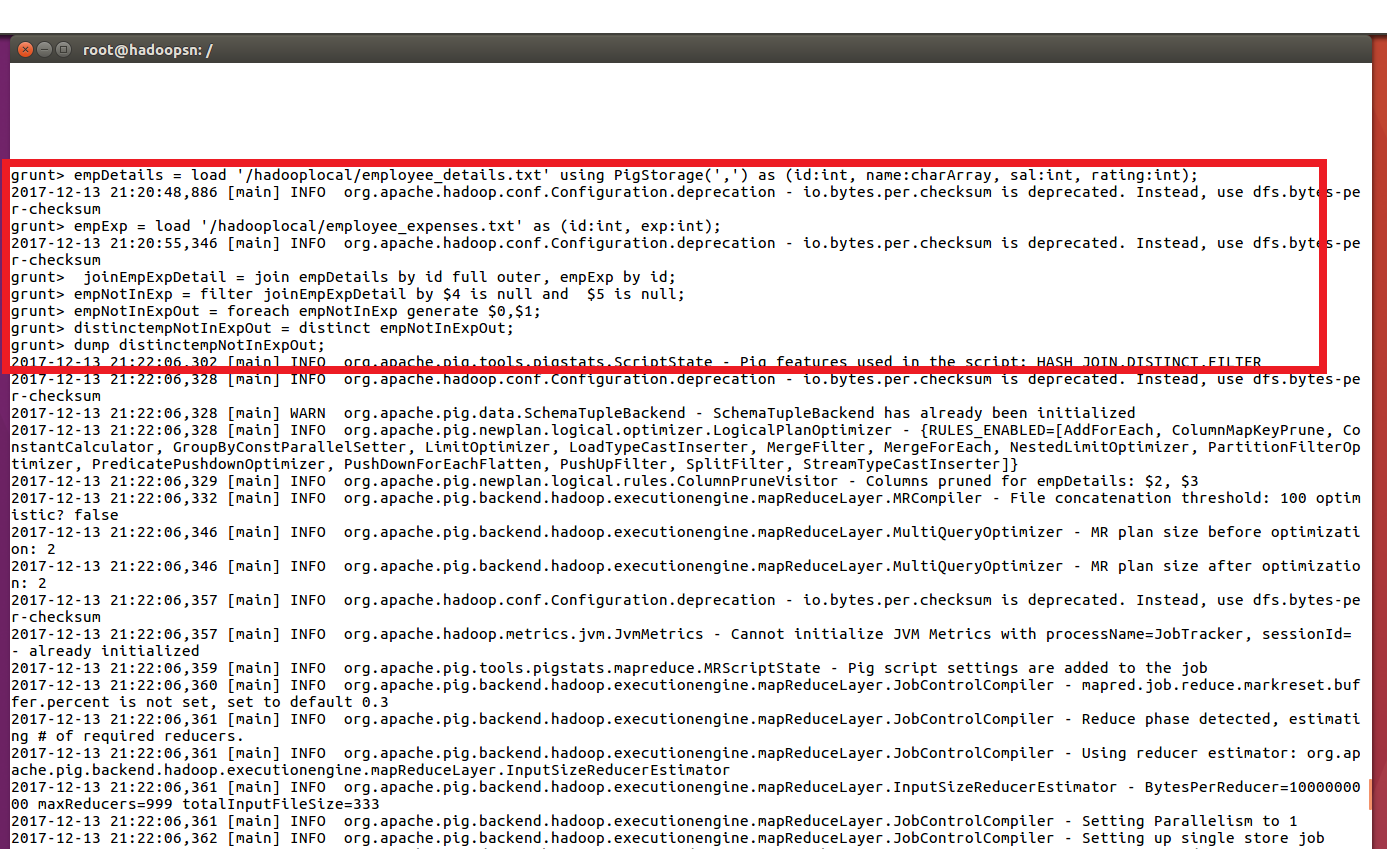 root@hadoopsn: /
grunt> empDetails = load '/hadooplocal/employee_details.txt' using PigStorage(',') as (id:int, name:charArray, sal:int, rating:int);
2017-12-13 21:20:48,886 [main] INFO  org.apache.hadoop.conf.Configuration.deprecation - io.bytes.per.checksum is deprecated. Instead, use dfs.bytes-pe
r-checksum
grunt> empExp = load '/hadooplocal/employee_expenses.txt' as (id:int, exp:int);
2017-12-13 21:20:55,346 [main] INFO  org.apache.hadoop.conf.Configuration.deprecation - io.bytes.per.checksum is deprecated. Instead, use dfs.bytes-pe
r-checksum
grunt>  joinEmpExpDetail = join empDetails by id full outer, empExp by id;
grunt> empNotInExp = filter joinEmpExpDetail by $4 is null and  $5 is null;
grunt> empNotInExpOut = foreach empNotInExp generate $0,$1;
grunt> distinctempNotInExpOut = distinct empNotInExpOut;
grunt> dump distinctempNotInExpOut;
2017-12-13 21:22:06,302 [main] INFO  org.apache.pig.tools.pigstats.ScriptState - Pig features used in the script: HASH_JOIN,DISTINCT,FILTER
2017-12-13 21:22:06,328 [main] INFO  org.apache.hadoop.conf.Configuration.deprecation - io.bytes.per.checksum is deprecated. Instead, use dfs.bytes-pe
r-checksum
2017-12-13 21:22:06,328 [main] WARN  org.apache.pig.data.SchemaTupleBackend - SchemaTupleBackend has already been initialized
2017-12-13 21:22:06,328 [main] INFO  org.apache.pig.newplan.logical.optimizer.LogicalPlanOptimizer - {RULES_ENABLED=[AddForEach, ColumnMapKeyPrune, Co
nstantCalculator, GroupByConstParallelSetter, LimitOptimizer, LoadTypeCastInserter, MergeFilter, MergeForEach, NestedLimitOptimizer, PartitionFilterOp
timizer, PredicatePushdownOptimizer, PushDownForEachFlatten, PushUpFilter, SplitFilter, StreamTypeCastInserter]}
2017-12-13 21:22:06,329 [main] INFO  org.apache.pig.newplan.logical.rules.ColumnPruneVisitor - Columns pruned for empDetails: $2, $3
2017-12-13 21:22:06,332 [main] INFO  org.apache.pig.backend.hadoop.executionengine.mapReduceLayer.MRCompiler - File concatenation threshold: 100 optim
istic? false
2017-12-13 21:22:06,346 [main] INFO  org.apache.pig.backend.hadoop.executionengine.mapReduceLayer.MultiQueryOptimizer - MR plan size before optimizati
on: 2
2017-12-13 21:22:06,346 [main] INFO  org.apache.pig.backend.hadoop.executionengine.mapReduceLayer.MultiQueryOptimizer - MR plan size after optimizatio
n: 2
2017-12-13 21:22:06,357 [main] INFO  org.apache.hadoop.conf.Configuration.deprecation - io.bytes.per.checksum is deprecated. Instead, use dfs.bytes-pe
r-checksum
2017-12-13 21:22:06,357 [main] INFO  org.apache.hadoop.metrics.jvm.JvmMetrics - Cannot initialize JVM Metrics with processName=JobTracker, sessionId=
- already initialized
2017-12-13 21:22:06,359 [main] INFO  org.apache.pig.tools.pigstats.mapreduce.MRScriptState - Pig script settings are added to the job
2017-12-13 21:22:06,360 [main] INFO  org.apache.pig.backend.hadoop.executionengine.mapReduceLayer.JobControlCompiler - mapred.job.reduce.markreset.buf
fer.percent is not set, set to default 0.3
2017-12-13 21:22:06,361 [main] INFO  org.apache.pig.backend.hadoop.executionengine.mapReduceLayer.JobControlCompiler - Reduce phase detected, estimati
ng # of required reducers.
2017-12-13 21:22:06,361 [main] INFO  org.apache.pig.backend.hadoop.executionengine.mapReduceLayer.JobControlCompiler - Using reducer estimator: org.ap
ache.pig.backend.hadoop.executionengine.mapReduceLayer.InputSizeReducerEstimator
2017-12-13 21:22:06,361 [main] INFO  org.apache.pig.backend.hadoop.executionengine.mapReduceLayer.InputSizeReducerEstimator - BytesPerReducer=10000000
00 maxReducers=999 totalInputFileSize=333
2017-12-13 21:22:06,361 [main] INFO  org.apache.pig.backend.hadoop.executionengine.mapReduceLayer.JobControlCompiler - Setting Parallelism to 1
2017-12-13 21:22:06,362 [main] INFO  org.apache.pig.backend.hadoop.executionengine.mapReduceLayer.JobControlCompiler - Setting up single store job